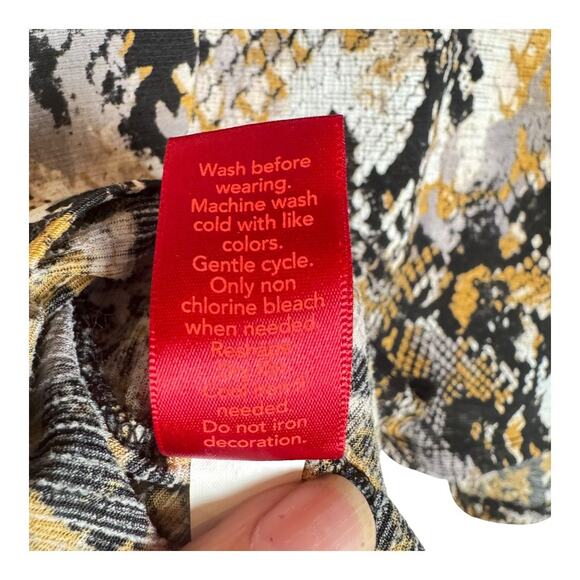 Wash before
wearing.
Machine wash
cold with like
colors.
Gentle cycle.
Only non
chlorine bleach
when needed.
Reshape.
needed.
Do not iron
decoration.